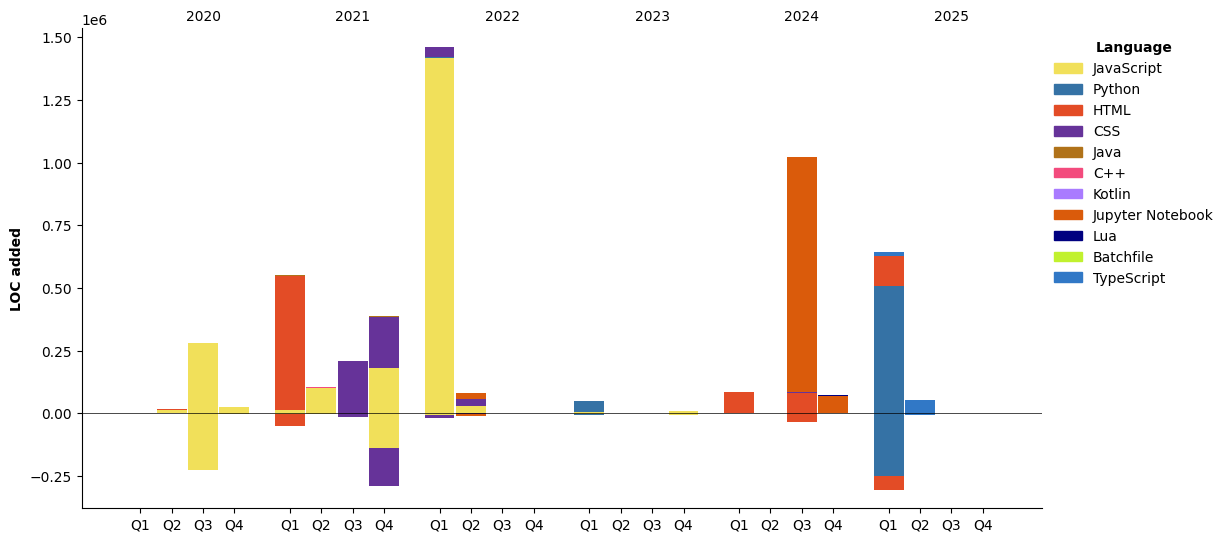 1e6
2020 2021 2022 2023 2024 2025
1.50
1.25
1.00
0.75
0.50
0.25
0.00
−0.25
LOC added
Q1 Q2 Q3 Q4 Q1 Q2 Q3 Q4 Q1 Q2 Q3 Q4 Q1 Q2 Q3 Q4 Q1 Q2 Q3 Q4 Q1 Q2 Q3 Q4
Language
JavaScript
Python
HTML
CSS
Java
C++
Kotlin
Jupyter Notebook
Lua
Batchfile
TypeScript